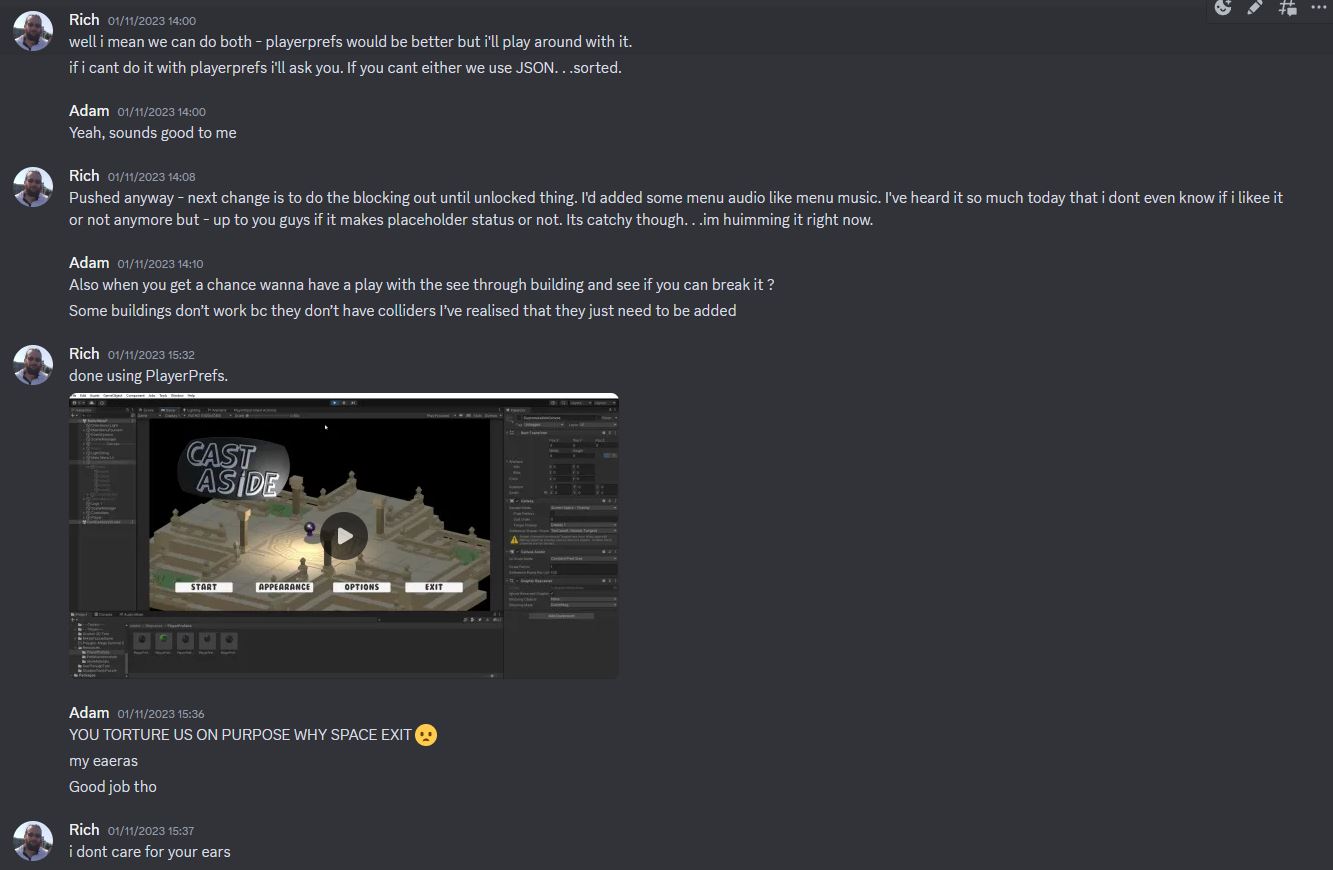 Rich 01/11/2023 14:00
well i mean we can do both - playerprefs would be better but i'll play around with it.
if i cant do it with playerprefs i'll ask you. If you cant either we use JSON. . .sorted.
Adam 01/11/2023 14:00
Yeah, sounds good to me
Rich 01/11/2023 14:08
Pushed anyway - next change is to do the blocking out until unlocked thing. I'd added some menu audio like menu music. I've heard it so much today that i dont even know if i likee it
or not anymore but - up to you guys if it makes placeholder status or not. Its catchy though. . .im huimming it right now.
Adam 01/11/2023 14:10
Also when you get a chance wanna have a play with the see through building and see if you can break it ?
Some buildings don’t work bc they don’t have colliders I’ve realised that they just need to be added
Rich 01/11/2023 15:32
done using PlayerPrefs.
CAST
ASiDE
START APPEARANCE OPTIONS EXIT
Adam 01/11/2023 15:36
YOU TORTURE US ON PURPOSE WHY SPACE EXIT
my eaeras
Good job tho
Rich 01/11/2023 15:37
i dont care for your ears